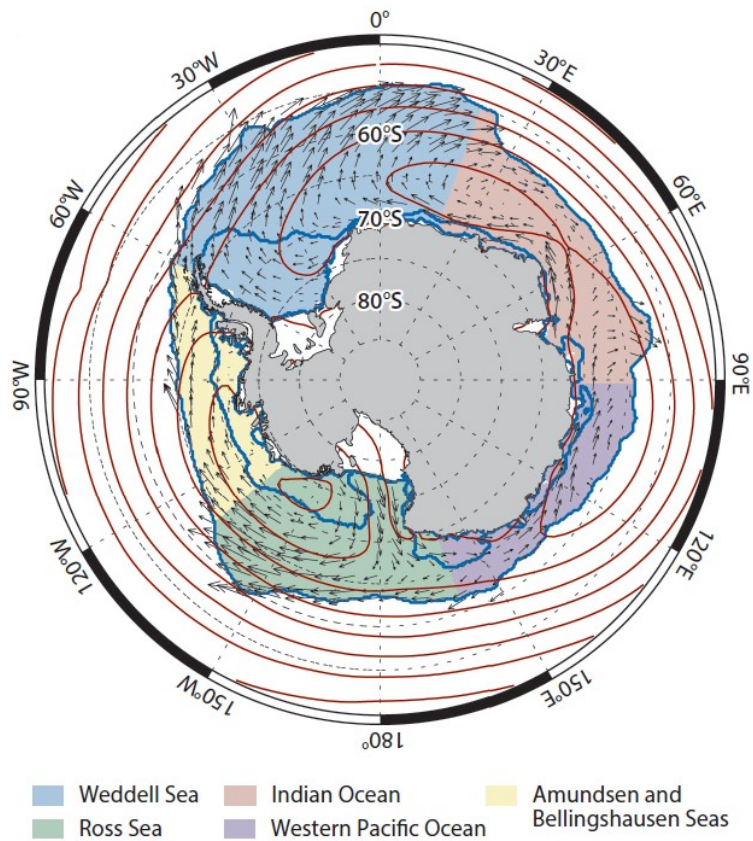 0°
30°W
30°E
60°S
60°W
60°E
70°S
80°S
90°W
90°E
120°W
120°E
150°W
150°E
180°
Weddell Sea
Indian Ocean
Amundsen and
Bellingshausen Seas
Ross Sea
Western Pacific Ocean